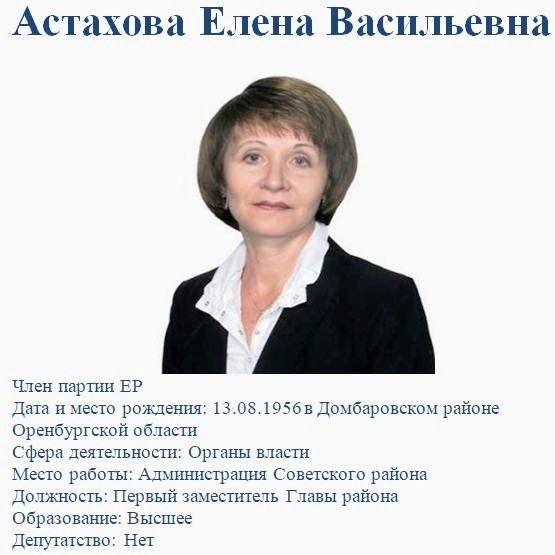 Астахова Елена Васильевна
Член партии ЕР
Дата и место рождения: 13.08.1956 в Домбаровском районе
Оренбургской области
Сфера деятельности: Органы власти
Место работы: Администрация Советского района
Должность: Первый заместитель Главы района
Образование: Высшее
Депутатство: Нет